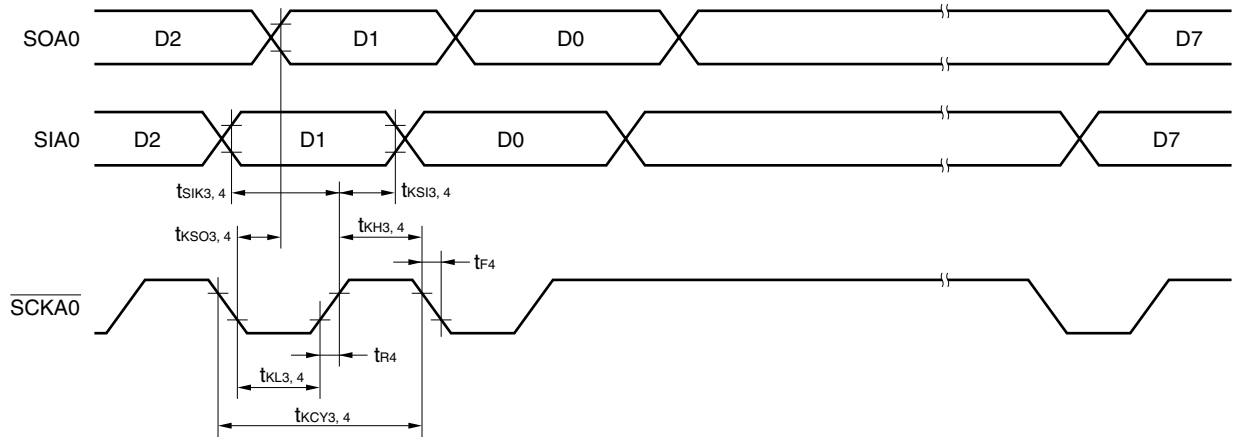 SOA0 D2 D1 D0 D7
SIA0 D2 D1 D0 D7
tSIK3, 4 tKSI3, 4
tKSO3, 4 tKH3, 4
tF4
SCKA0
tR4
tKL3, 4
tKCY3, 4